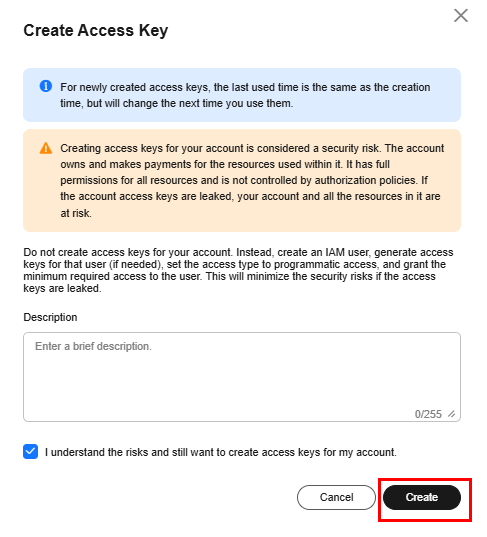 Create Access Key
For newly created access keys, the last used time is the same as the creation
time, but will change the next time you use them.
Creating access keys for your account is considered a security risk. The account
owns and makes payments for the resources used within it. It has full
permissions for all resources and is not controlled by authorization policies. If
the account access keys are leaked, your account and all the resources in it are
at risk.
Do not create access keys for your account. Instead, create an IAM user, generate access
keys for that user (if needed), set the access type to programmatic access, and grant the
minimum required access to the user. This will minimize the security risks if the access
keys are leaked.
Description
Enter a brief description.
0/255
I understand the risks and still want to create access keys for my account.
Cancel Create